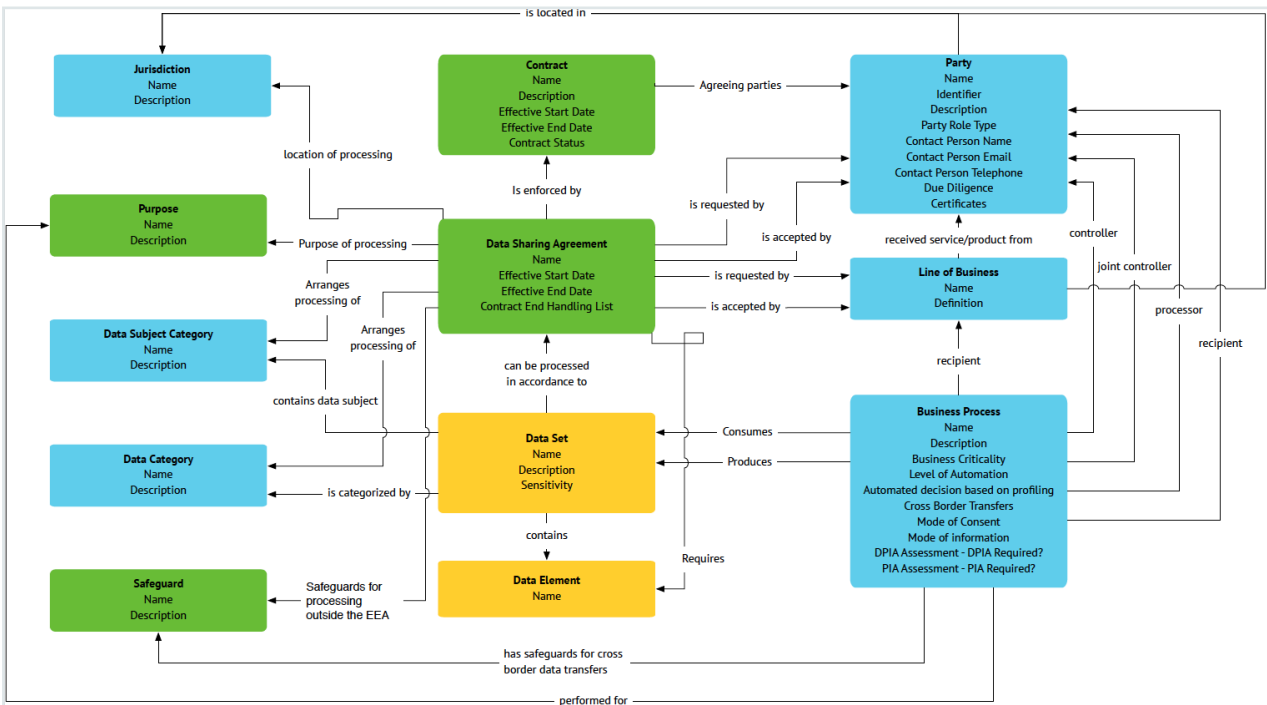 is located in
Jurisdiction
Name
Description
Contract
Name
Description
Effective Start Date
Effective End Date
Contract Status
Agreeing parties
Party
Name
Identifier
Description
Party Role Type
Contact Person Name
Contact Person Email
Contact Person Telephone
Due Diligence
Certificates
location of processing
Is enforced by
is requested by
Purpose
Name
Description
Purpose of processing
Data Sharing Agreement
Name
Effective Start Date
Effective End Date
Contract End Handling List
is accepted by
received service/product from
controller
joint controller
is requested by
Line of Business
Name
Definition
is accepted by
processor
recipient
Arranges
processing of
Arranges
processing of
Data Subject Category
Name
Description
can be processed
in accordance to
recipient
contains data subject
Data Set
Name
Description
Sensitivity
Consumes
Produces
Business Process
Name
Description
Business Criticality
Level of Automation
Automated decision based on profiling
Cross Border Transfers
Mode of Consent
Mode of information
DPIA Assessment - DPIA Required?
PIA Assessment - PIA Required?
Data Category
Name
Description
is categorized by
contains
Requires
Safeguard
Name
Description
Safeguards for
processing
outside the EEA
Data Element
Name
has safeguards for cross
border data transfers
performed for